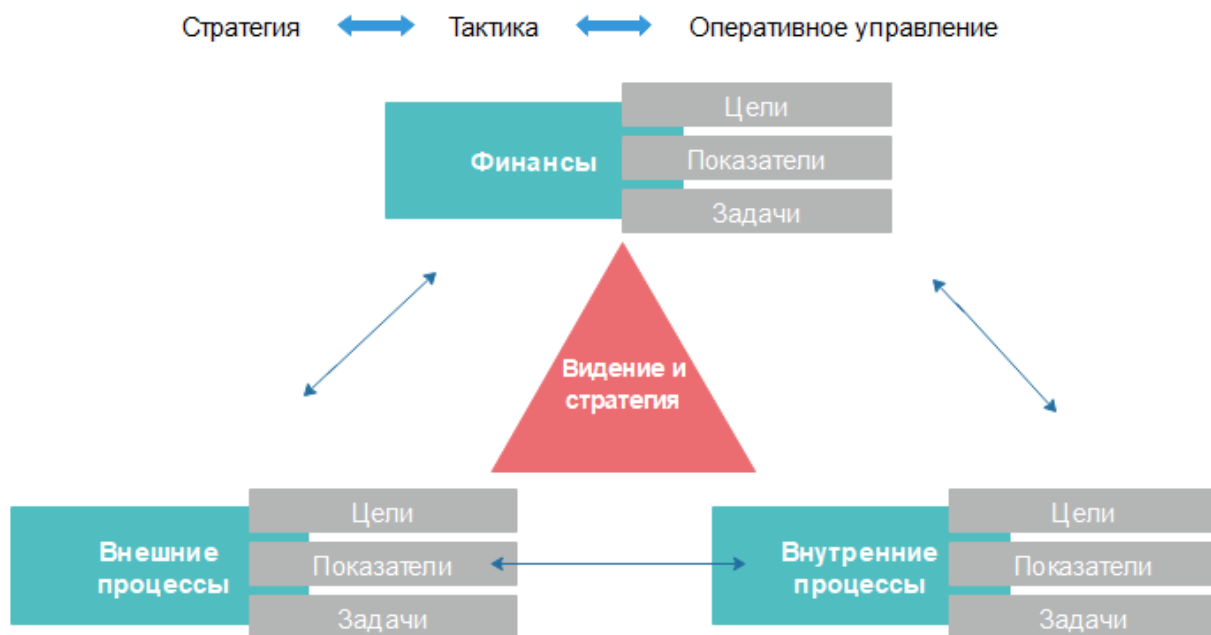 Стратегия Тактика Оперативное управление
Цели
Финансы
Показатели
Задачи
Видение и
стратегия
Цели
Внешние
процессы
Показатели
Задачи
Цели
Внутренние
процессы
Показатели
Задачи